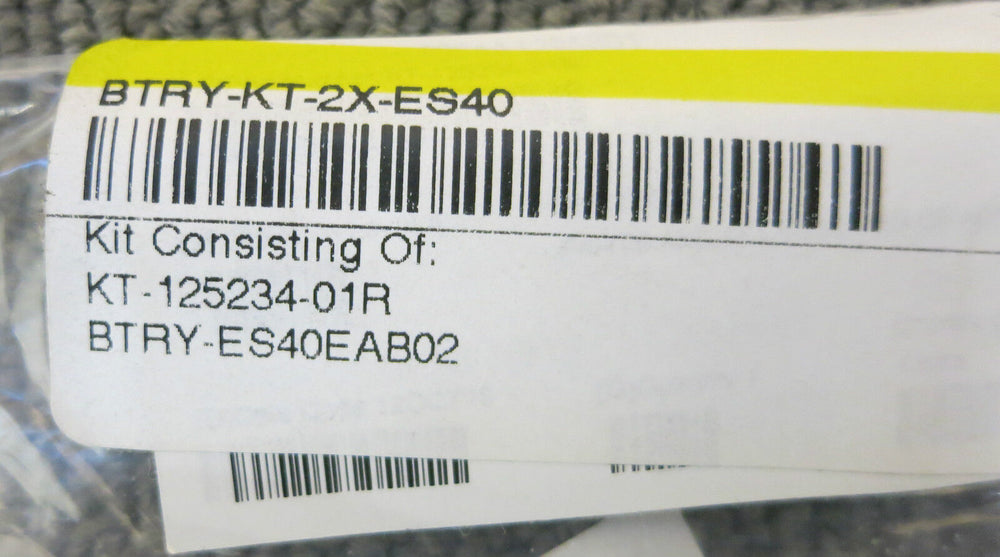 BTRY-KT-2X-ES40
Kit Consisting Of:
KT-125234-01R
BTRY-ES40EAB02